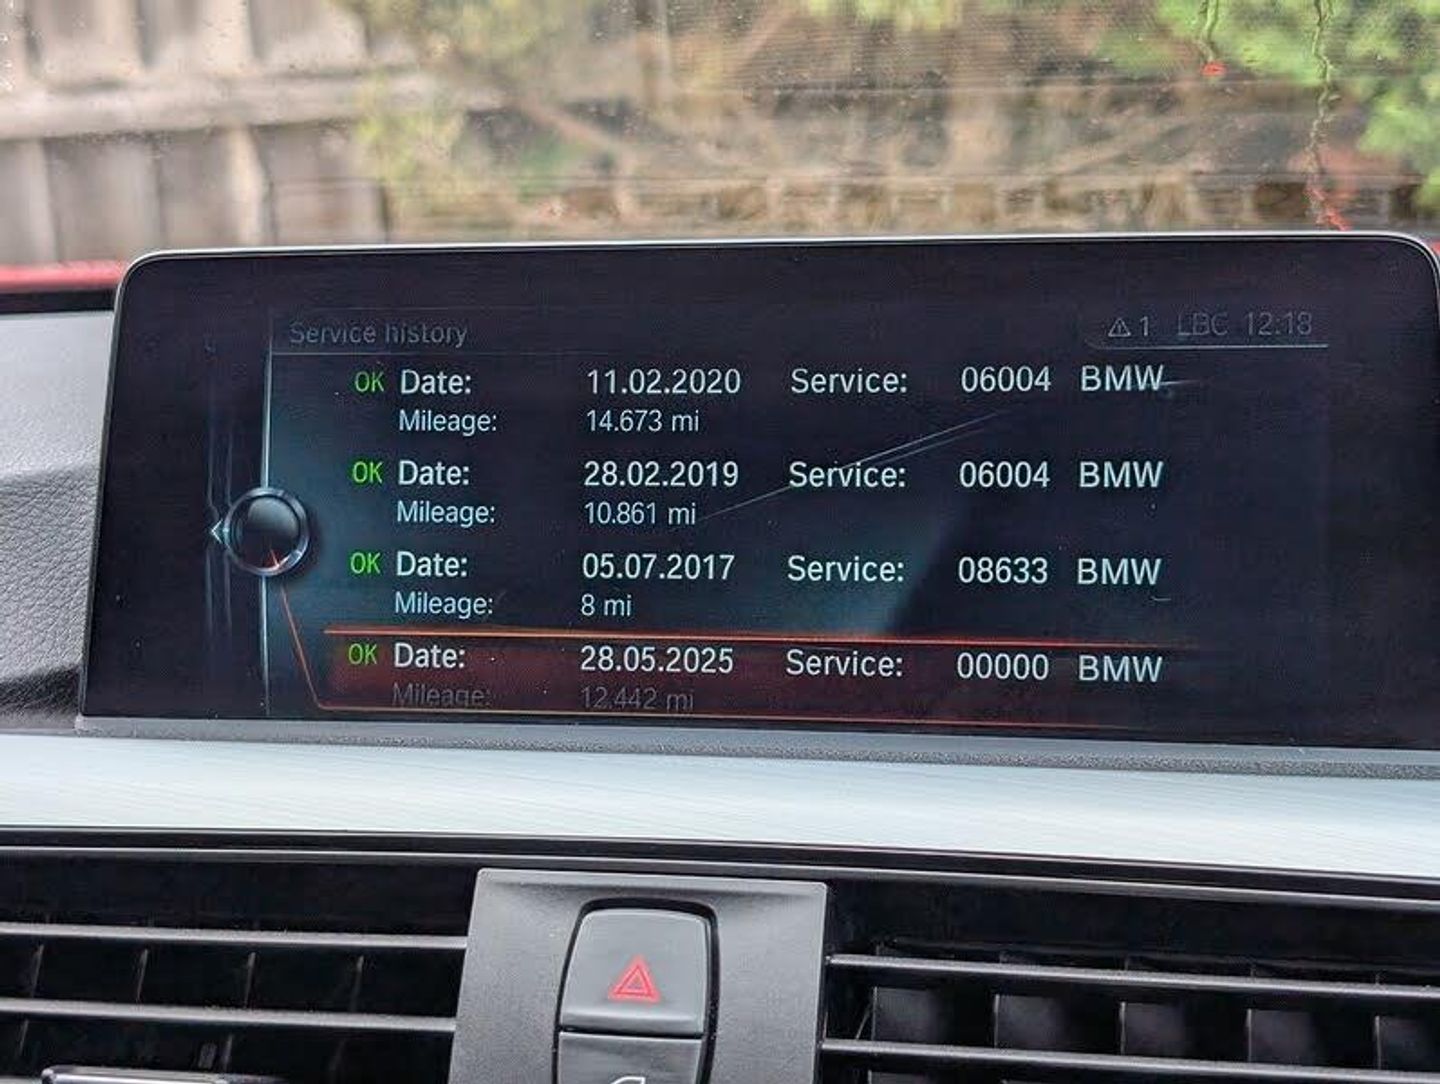 Service history ⚠ 1 LBC 12:18
OK Date: 11.02.2020 Service: 06004 BMW
Mileage: 14.673 mi
OK Date: 28.02.2019 Service: 06004 BMW
Mileage: 10.861 mi
OK Date: 05.07.2017 Service: 08633 BMW
Mileage: 8 mi
OK Date: 28.05.2025 Service: 00000 BMW
Mileage: 12.442 mi